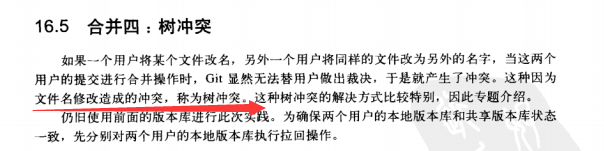 16.5 合并四：树冲突
如果一个用户将某个文件改名，另外一个用户将同样的文件改为另外的名字，当这两个
用户的提交进行合并操作时，Git 显然无法替用户做出裁决，于是就产生了冲突。这种因为
文件名修改造成的冲突，称为树冲突。这种树冲突的解决方式比较特别，因此专题介绍。
仍旧使用前面的版本库进行此次实践。为确保两个用户的本地版本库和共享版本库状态
一致，先分别对两个用户的本地版本库执行拉回操作。